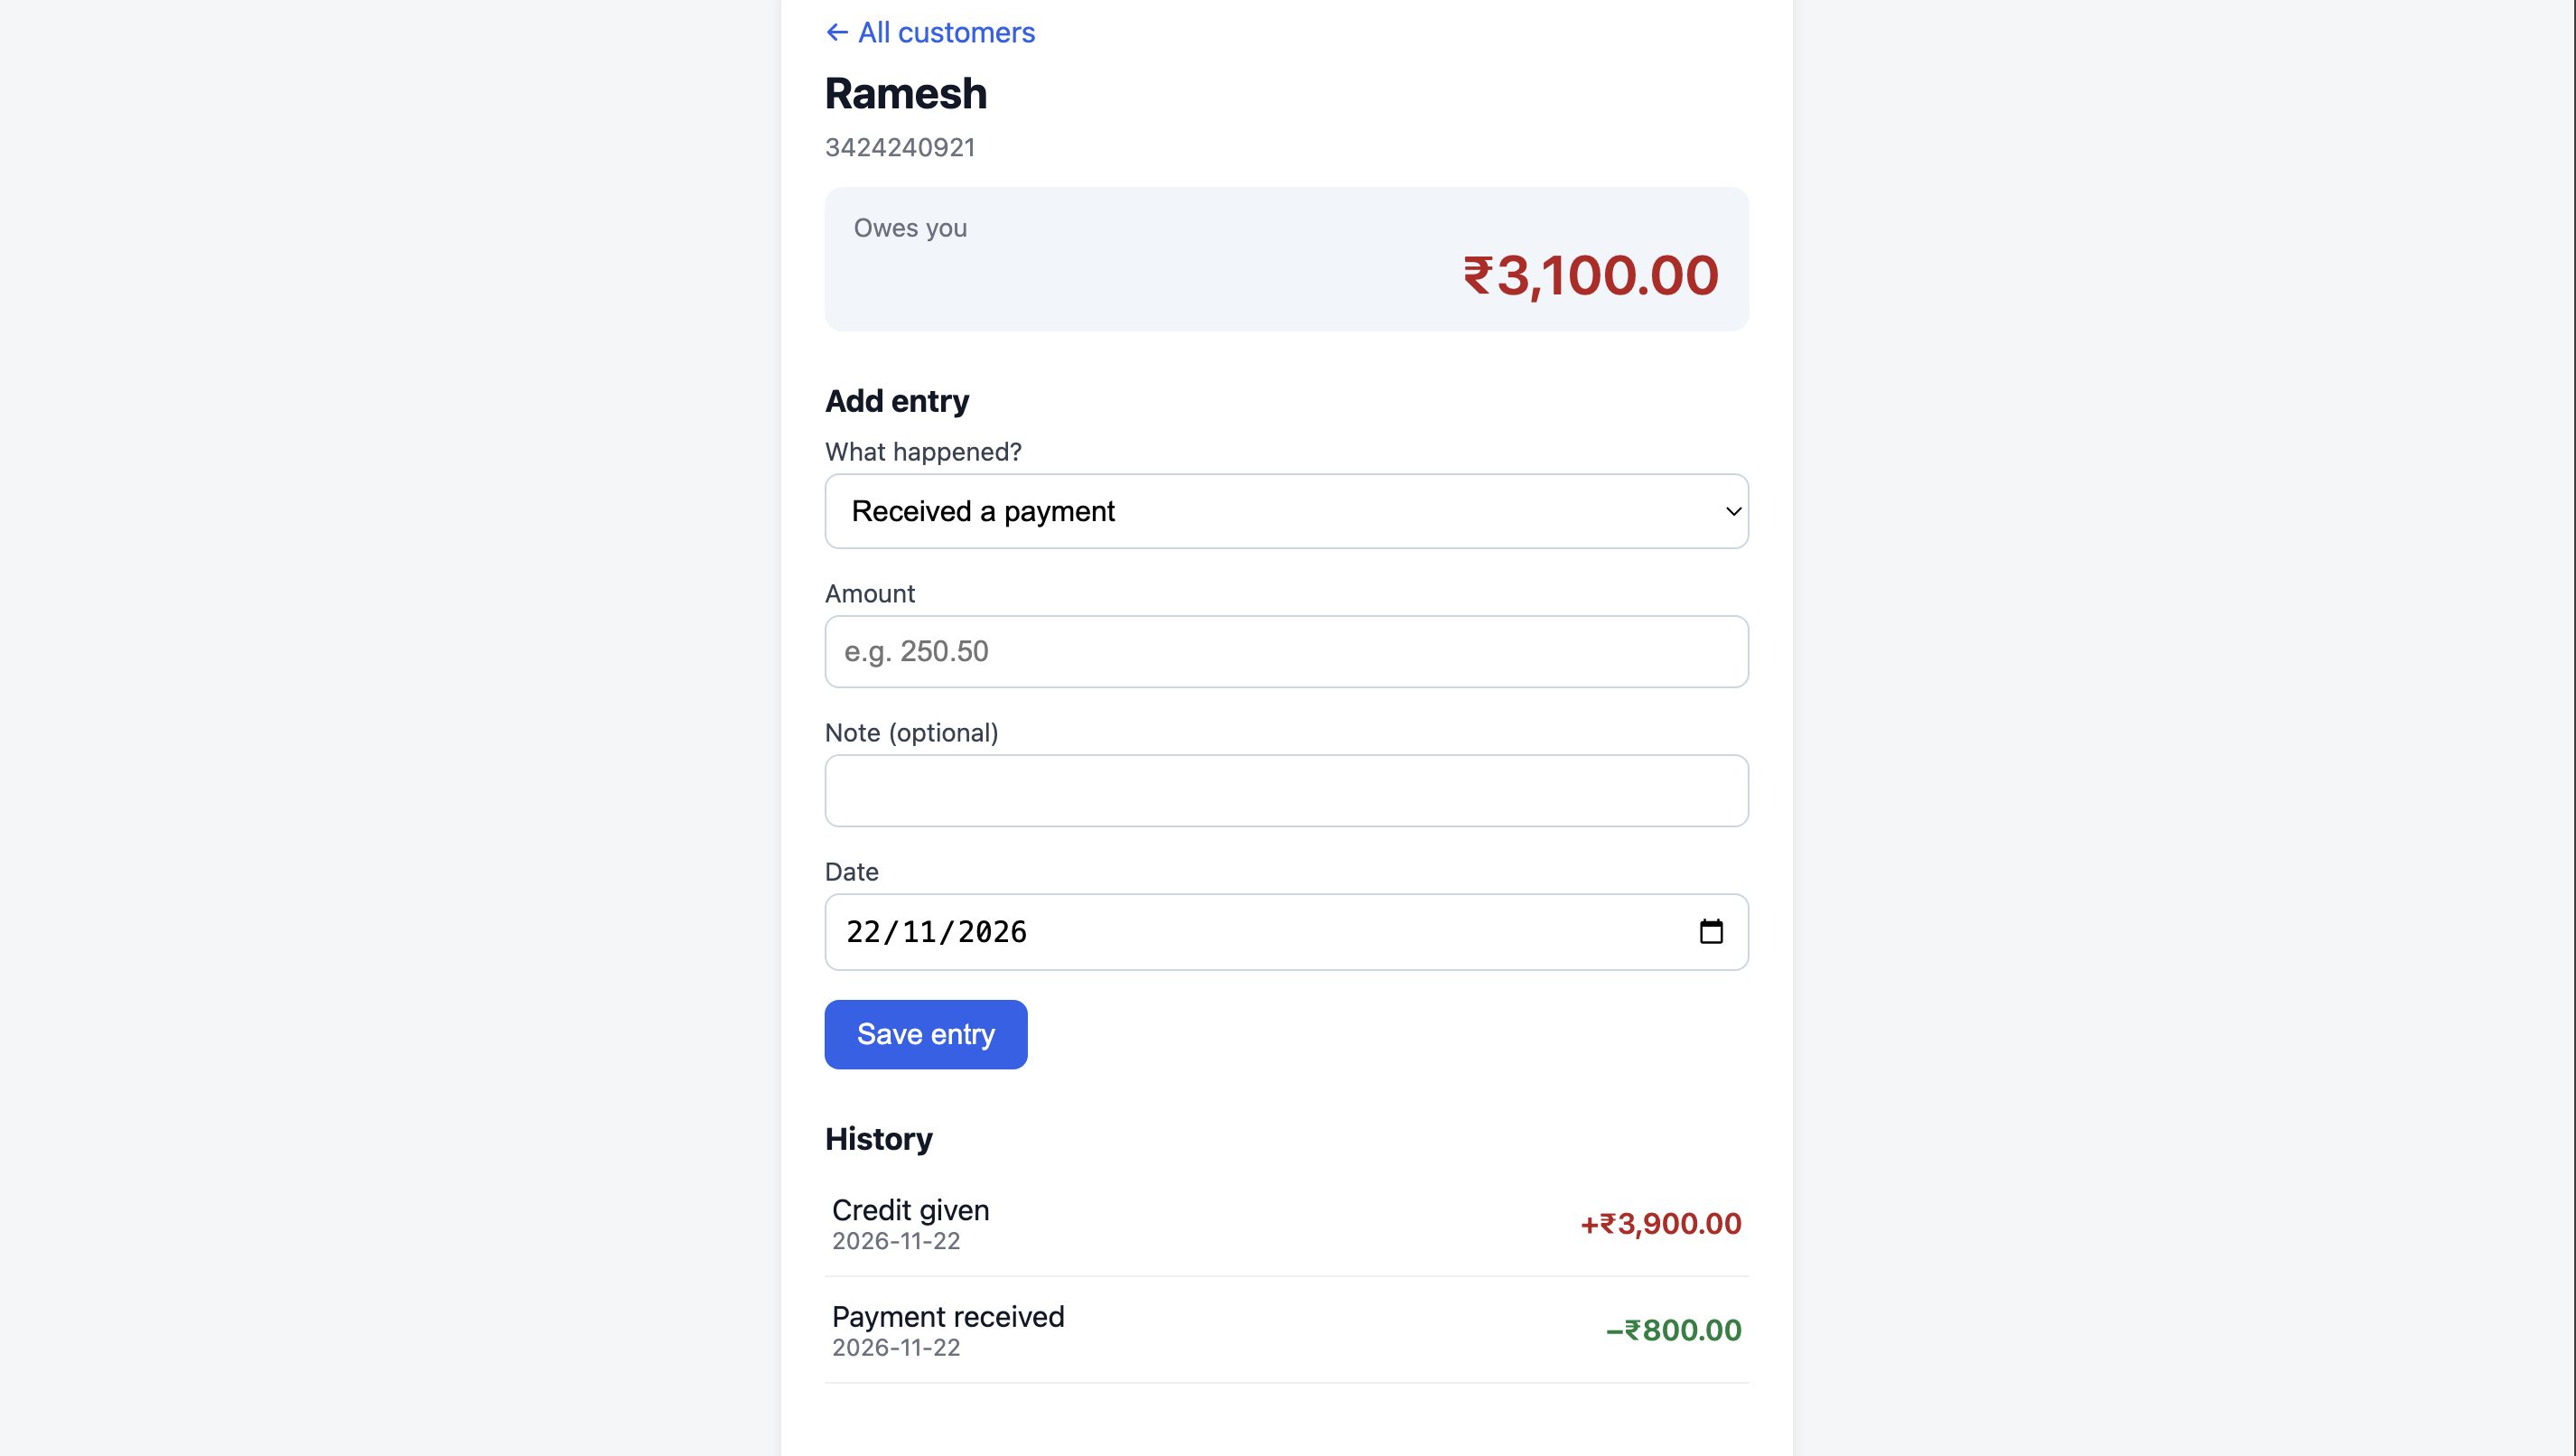 ← All customers
Ramesh
3424240921
Owes you
₹3,100.00
Add entry
What happened?
Received a payment
Amount
e.g. 250.50
Note (optional)
Date
22/11/2026
Save entry
History
Credit given
+₹3,900.00
2026-11-22
Payment received
−₹800.00
2026-11-22